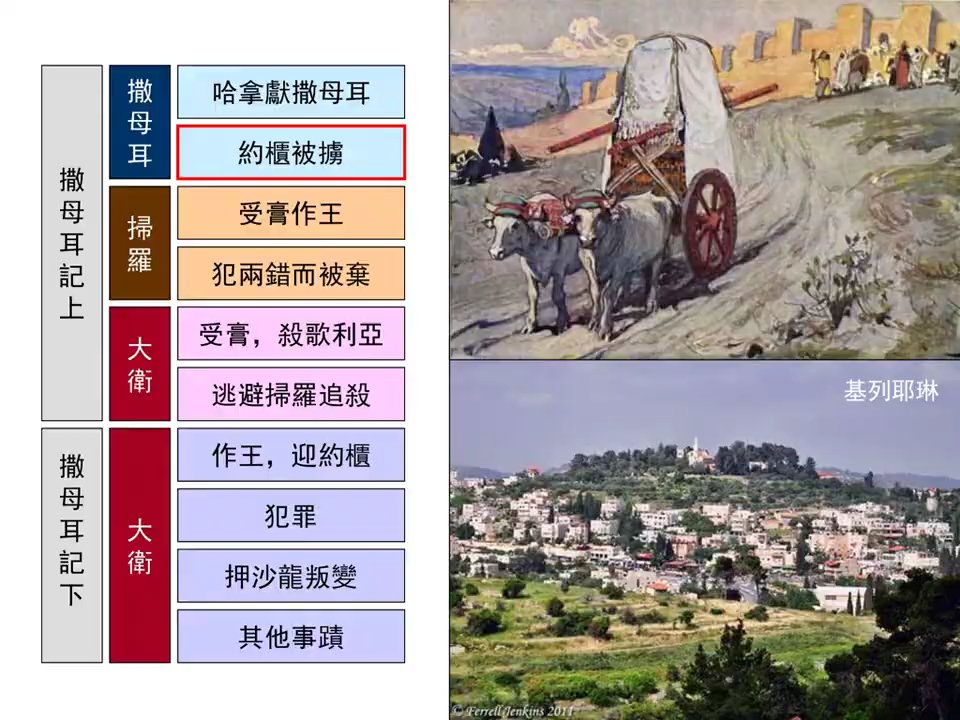 撒母耳記上
撒母耳
哈拿獻撒母耳
約櫃被擄
掃羅
受膏作王
犯兩錯而被棄
大衛
受膏，殺歌利亞
逃避掃羅追殺
撒母耳記下
大衛
作王，迎約櫃
犯罪
押沙龍叛變
其他事蹟
基列耶琳
© Ferrell Jenkins 2011